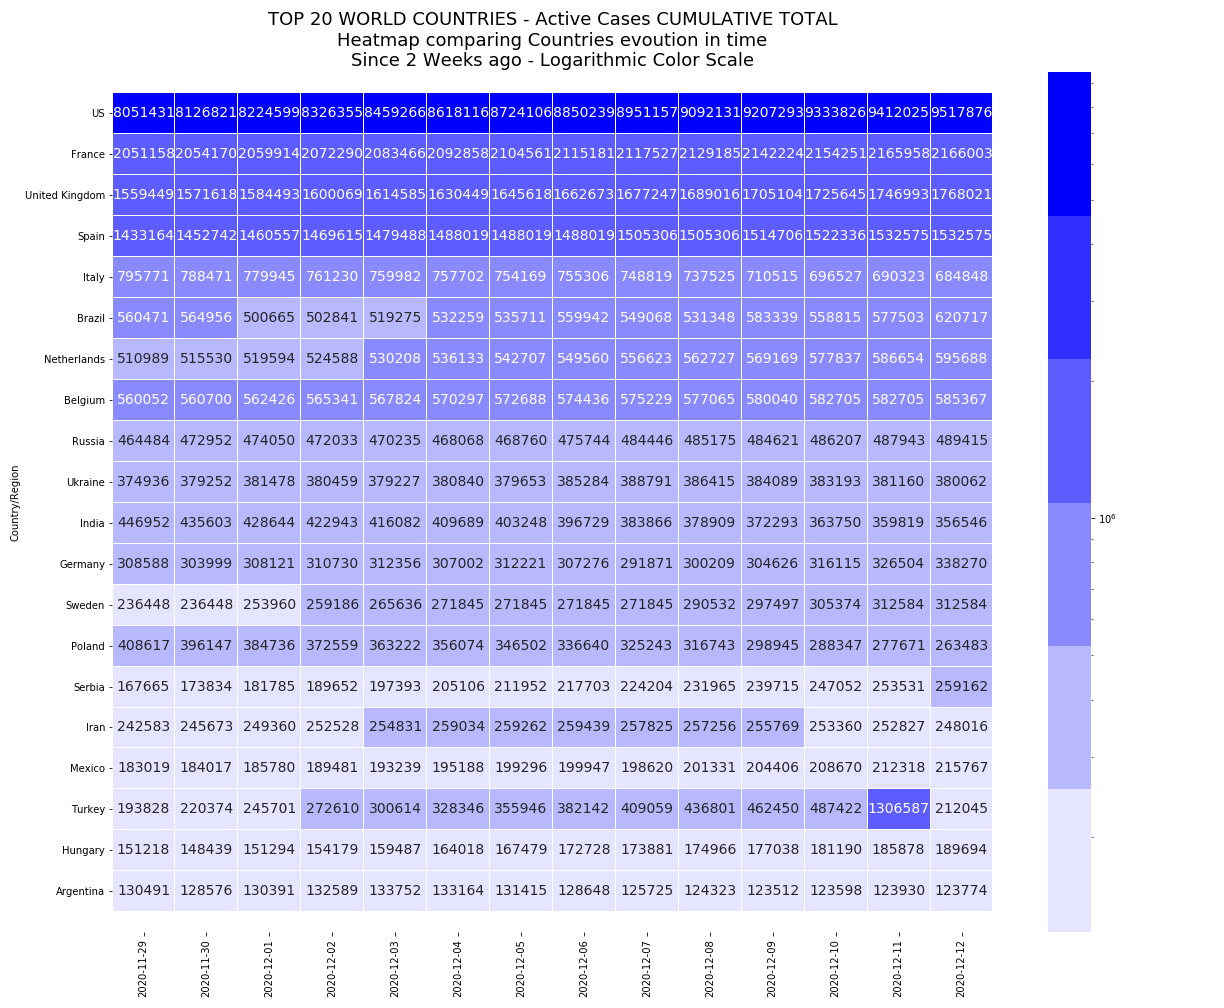 TOP 20 WORLD COUNTRIES - Active Cases CUMULATIVE TOTAL
Heatmap comparing Countries evoution in time
Since 2 Weeks ago - Logarithmic Color Scale
US 8051431 8126821 8224599 8326355 8459266 8618116 8724106 8850239 8951157 9092131 9207293 9333826 9412025 9517876
France 2051158 2054170 2059914 2072290 2083466 2092858 2104561 2115181 2117527 2129185 2142224 2154251 2165958 2166003
United Kingdom 1559449 1571618 1584493 1600069 1614585 1630449 1645618 1662673 1677247 1689016 1705104 1725645 1746993 1768021
Spain 1433164 1452742 1460557 1469615 1479488 1488019 1488019 1488019 1505306 1505306 1514706 1522336 1532575 1532575
Italy 795771 788471 779945 761230 759982 757702 754169 755306 748819 737525 710515 696527 690323 684848
Brazil 560471 564956 500665 502841 519275 532259 535711 559942 549068 531348 583339 558815 577503 620717
Netherlands 510989 515530 519594 524588 530208 536133 542707 549560 556623 562727 569169 577837 586654 595688
Belgium 560052 560700 562426 565341 567824 570297 572688 574436 575229 577065 580040 582705 582705 585367
Russia 464484 472952 474050 472033 470235 468068 468760 475744 484446 485175 484621 486207 487943 489415
Ukraine 374936 379252 381478 380459 379227 380840 379653 385284 388791 386415 384089 383193 381160 380062
India 446952 435603 428644 422943 416082 409689 403248 396729 383866 378909 372293 363750 359819 356546
Germany 308588 303999 308121 310730 312356 307002 312221 307276 291871 300209 304626 316115 326504 338270
Sweden 236448 236448 253960 259186 265636 271845 271845 271845 271845 290532 297497 305374 312584 312584
Poland 408617 396147 384736 372559 363222 356074 346502 336640 325243 316743 298945 288347 277671 263483
Serbia 167665 173834 181785 189652 197393 205106 211952 217703 224204 231965 239715 247052 253531 259162
Iran 242583 245673 249360 252528 254831 259034 259262 259439 257825 257256 255769 253360 252827 248016
Mexico 183019 184017 185780 189481 193239 195188 199296 199947 198620 201331 204406 208670 212318 215767
Turkey 193828 220374 245701 272610 300614 328346 355946 382142 409059 436801 462450 487422 1306587 212045
Hungary 151218 148439 151294 154179 159487 164018 167479 172728 173881 174966 177038 181190 185878 189694
Argentina 130491 128576 130391 132589 133752 133164 131415 128648 125725 124323 123512 123598 123930 123774
2020-11-29 2020-11-30 2020-12-01 2020-12-02 2020-12-03 2020-12-04 2020-12-05 2020-12-06 2020-12-07 2020-12-08 2020-12-09 2020-12-10 2020-12-11 2020-12-12
Country/Region
10⁶